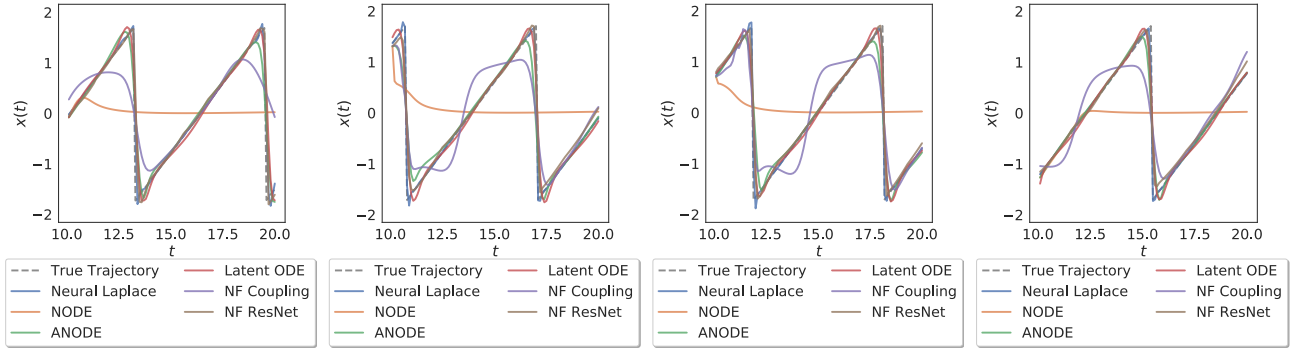 2
1
0
−1
−2
x(t)
10.0 12.5 15.0 17.5 20.0
t
True Trajectory Latent ODE
Neural Laplace NF Coupling
NODE NF ResNet
ANODE
2
1
0
−1
−2
x(t)
10.0 12.5 15.0 17.5 20.0
t
True Trajectory Latent ODE
Neural Laplace NF Coupling
NODE NF ResNet
ANODE
2
1
0
−1
−2
x(t)
10.0 12.5 15.0 17.5 20.0
t
True Trajectory Latent ODE
Neural Laplace NF Coupling
NODE NF ResNet
ANODE
2
1
0
−1
−2
x(t)
10.0 12.5 15.0 17.5 20.0
t
True Trajectory Latent ODE
Neural Laplace NF Coupling
NODE NF ResNet
ANODE